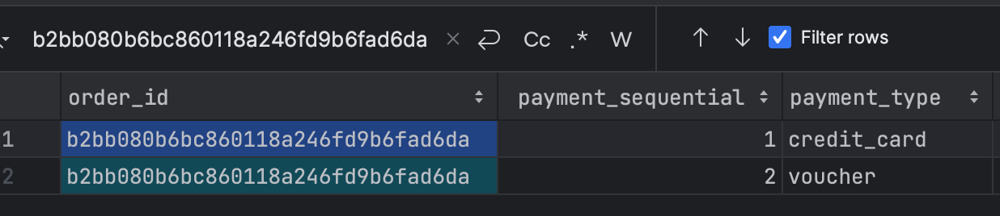 b2bb080b6bc860118a246fd9b6fad6da × Cc .* W Filter rows
order_id payment_sequential payment_type
1 b2bb080b6bc860118a246fd9b6fad6da 1 credit_card
2 b2bb080b6bc860118a246fd9b6fad6da 2 voucher